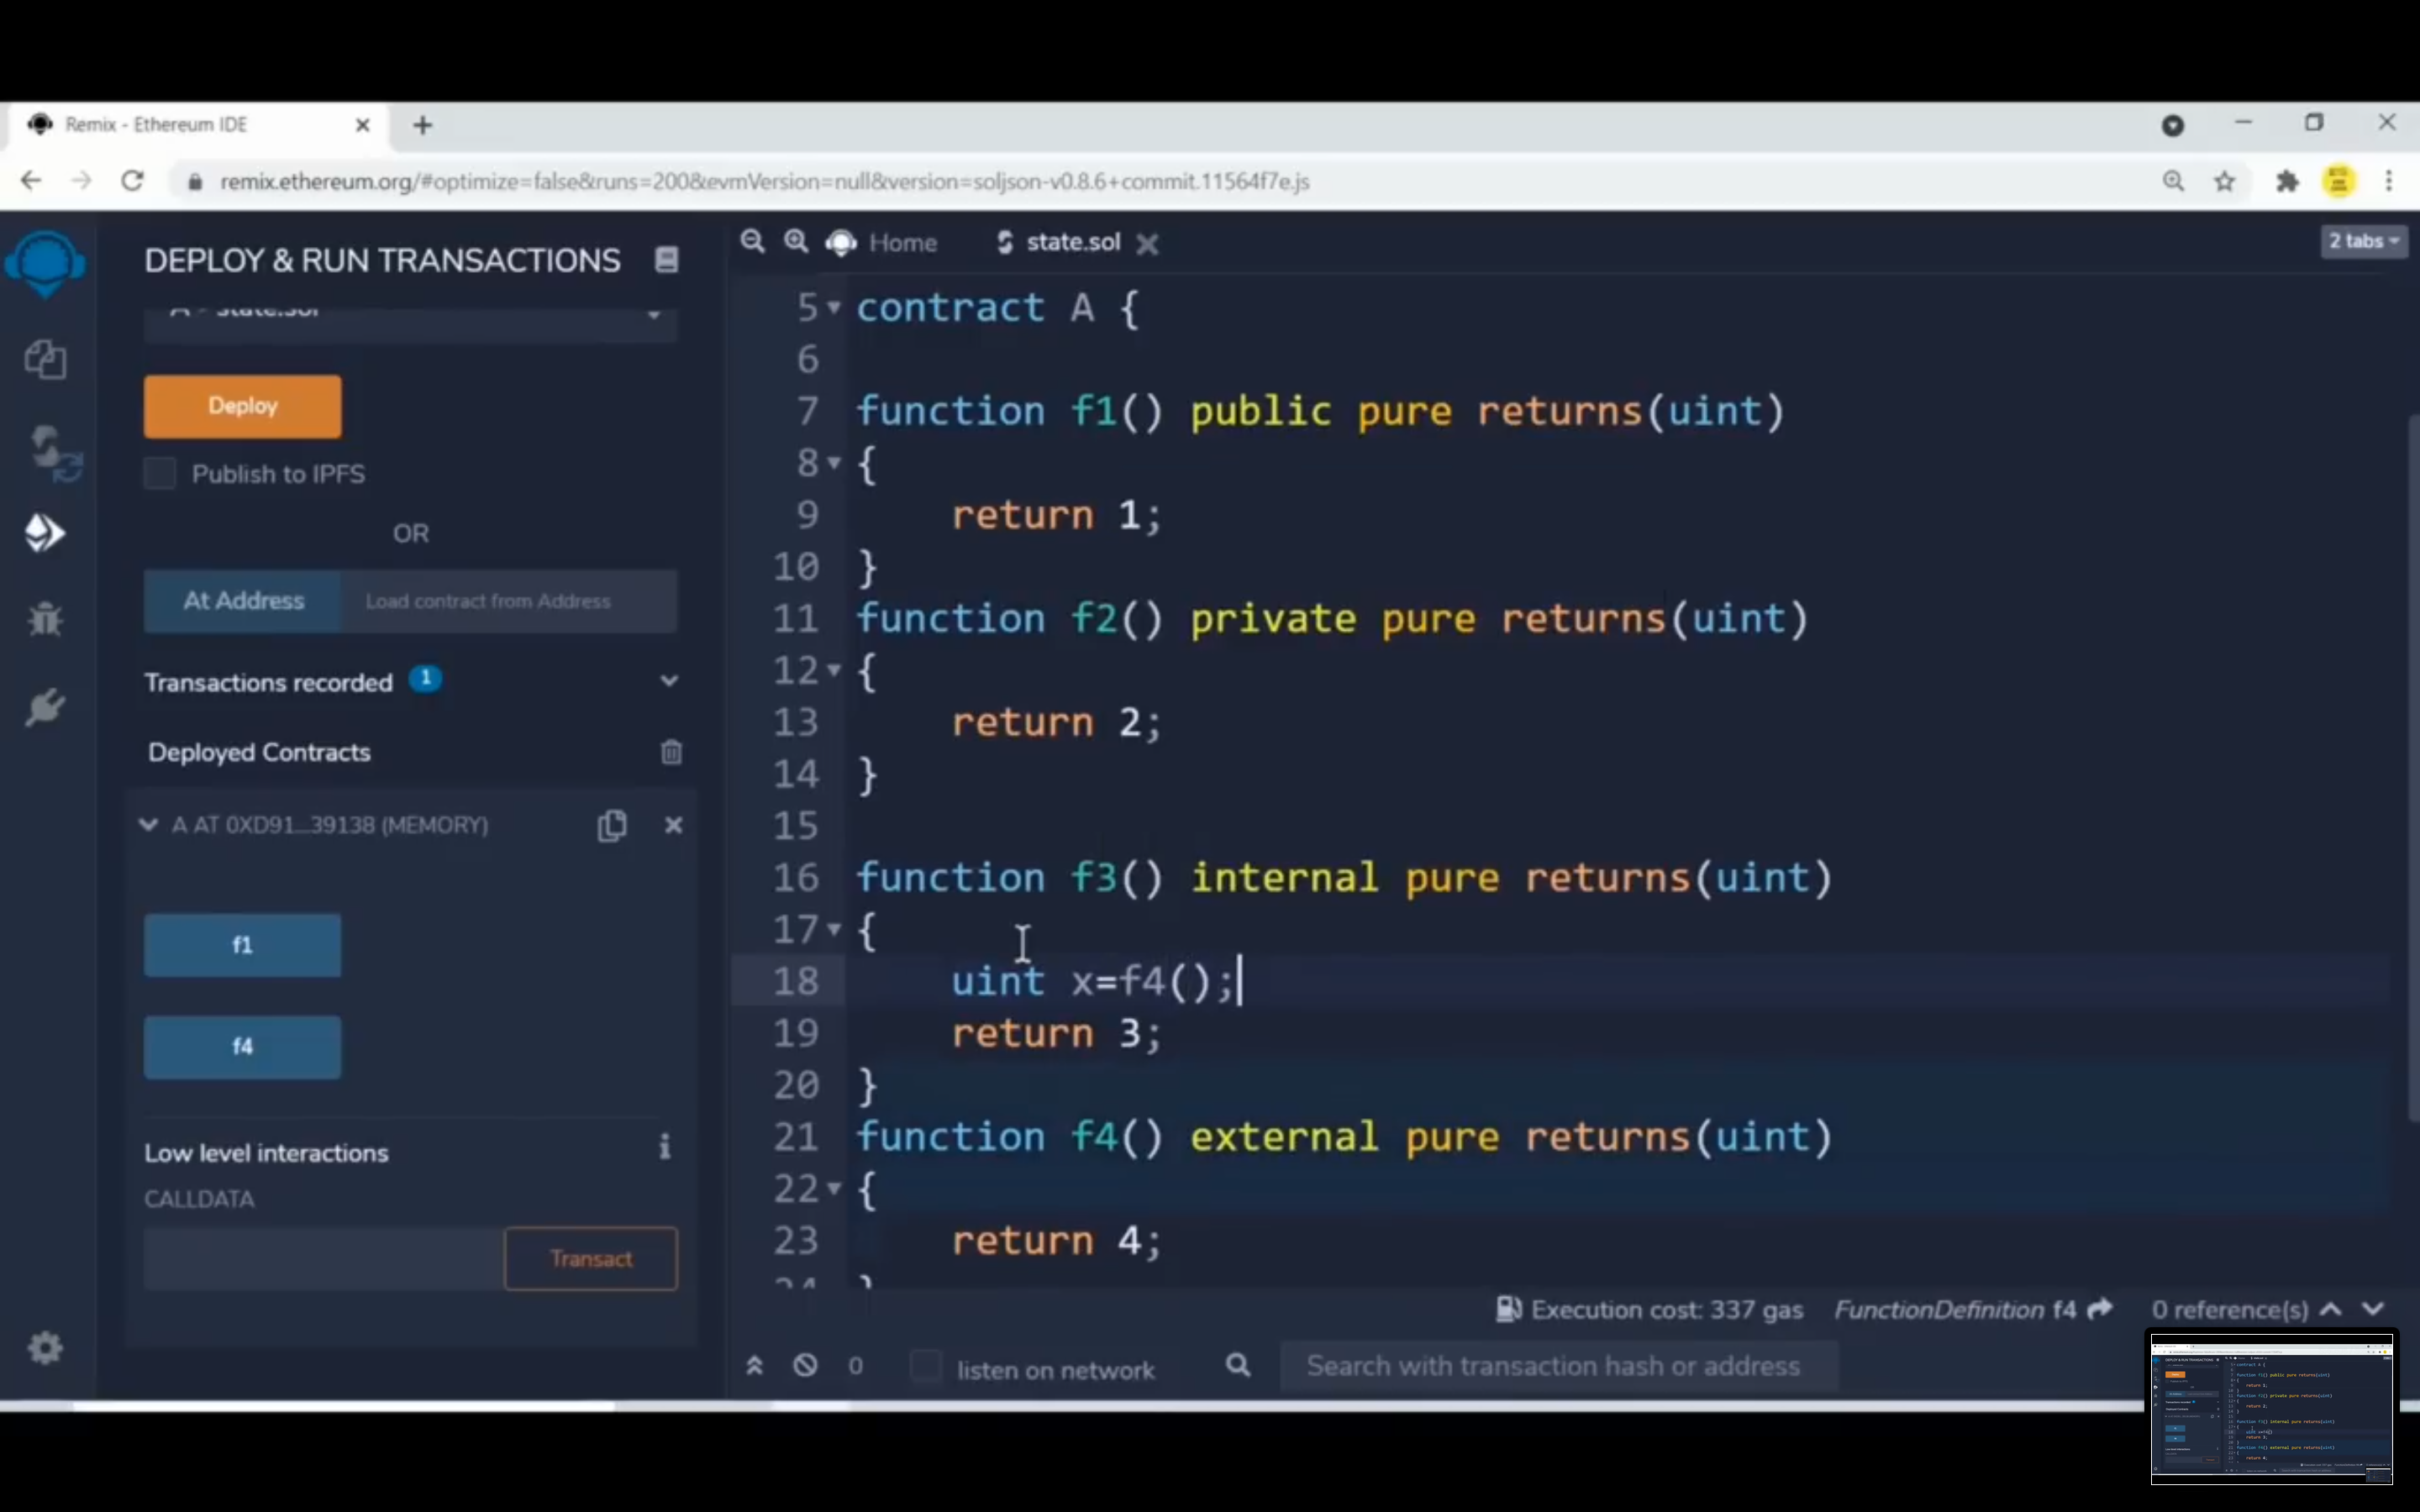 Remix - Ethereum IDE
remix.ethereum.org/#optimize=false&runs=200&evmVersion=null&version=soljson-v0.8.6+commit.11564f7e.js
DEPLOY & RUN TRANSACTIONS
Home
state.sol
2 tabs
A - state.sol
Deploy
Publish to IPFS
OR
At Address
Load contract from Address
Transactions recorded 1
Deployed Contracts
A AT 0XD91...39138 (MEMORY)
f1
f4
Low level interactions
i
CALLDATA
Transact
5 contract A {
6
7 function f1() public pure returns(uint)
8 {
9 return 1;
10 }
11 function f2() private pure returns(uint)
12 {
13 return 2;
14 }
15
16 function f3() internal pure returns(uint)
17 {
18 uint x=f4();
19 return 3;
20 }
21 function f4() external pure returns(uint)
22 {
23 return 4;
24 }
Execution cost: 337 gas FunctionDefinition f4 0 reference(s)
0 listen on network Search with transaction hash or address